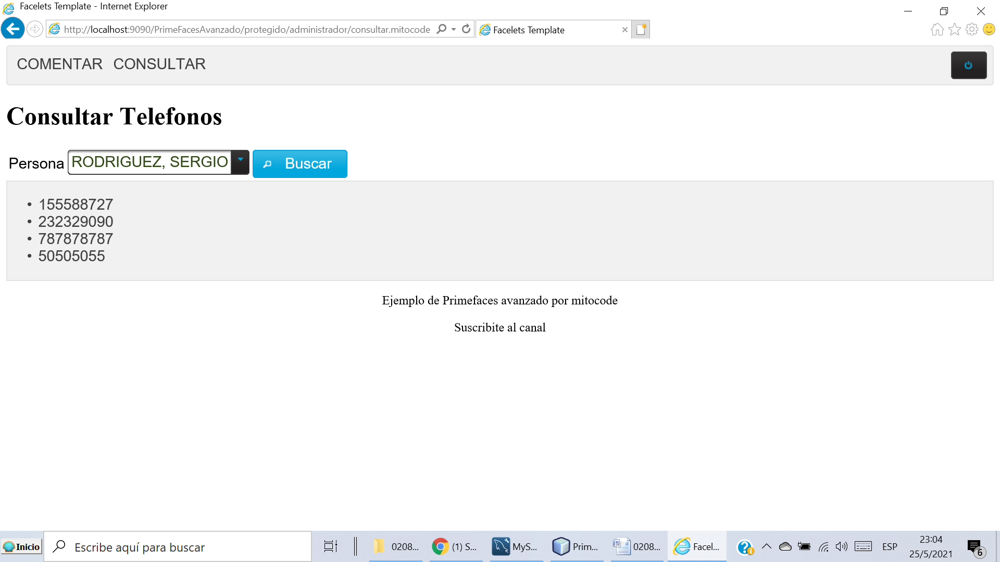 Facelets Template - Internet Explorer
http://localhost:9090/PrimeFacesAvanzado/protegido/administrador/consultar.mitocode
Facelets Template
COMENTAR CONSULTAR
Consultar Telefonos
Persona RODRIGUEZ, SERGIO Buscar
• 155588727
• 232329090
• 787878787
• 50505055
Ejemplo de Primefaces avanzado por mitocode
Suscribite al canal
Inicio Escribe aquí para buscar 0208... (1) S... MyS... Prim... 0208... Facel... ESP 23:04
25/5/2021 6